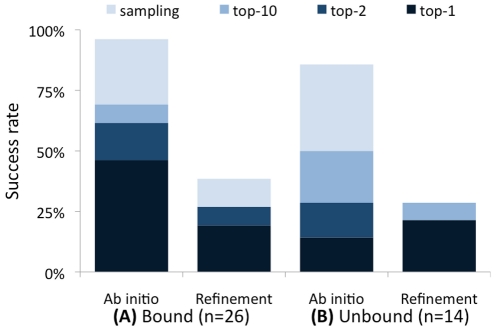 sampling top-10 top-2 top-1
100%
75%
50%
25%
0%
Success rate
Ab initio Refinement Ab initio Refinement
(A) Bound (n=26) (B) Unbound (n=14)